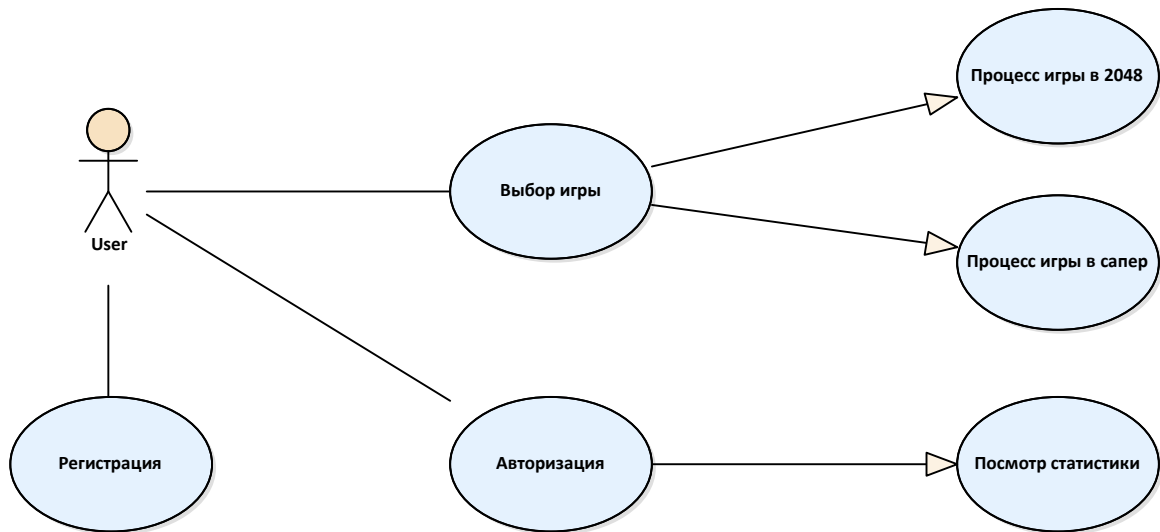 Процесс игры в 2048
Выбор игры
User
Процесс игры в сапер
Регистрация
Авторизация
Посмотр статистики